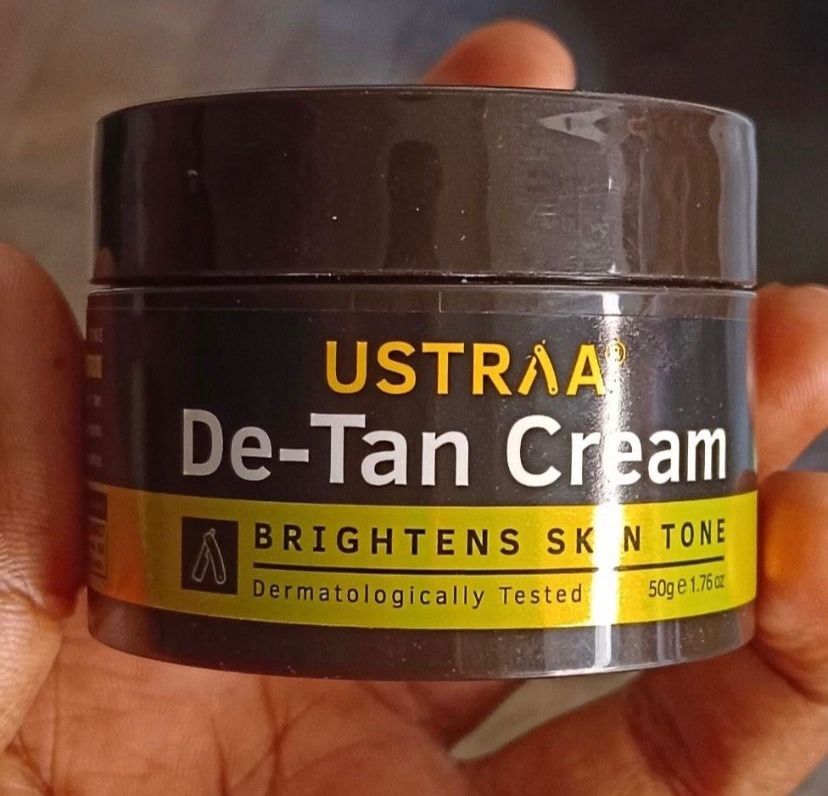 USTRAA®
De-Tan Cream
BRIGHTENS SKIN TONE
Dermatologically Tested 50g e 1.76 oz